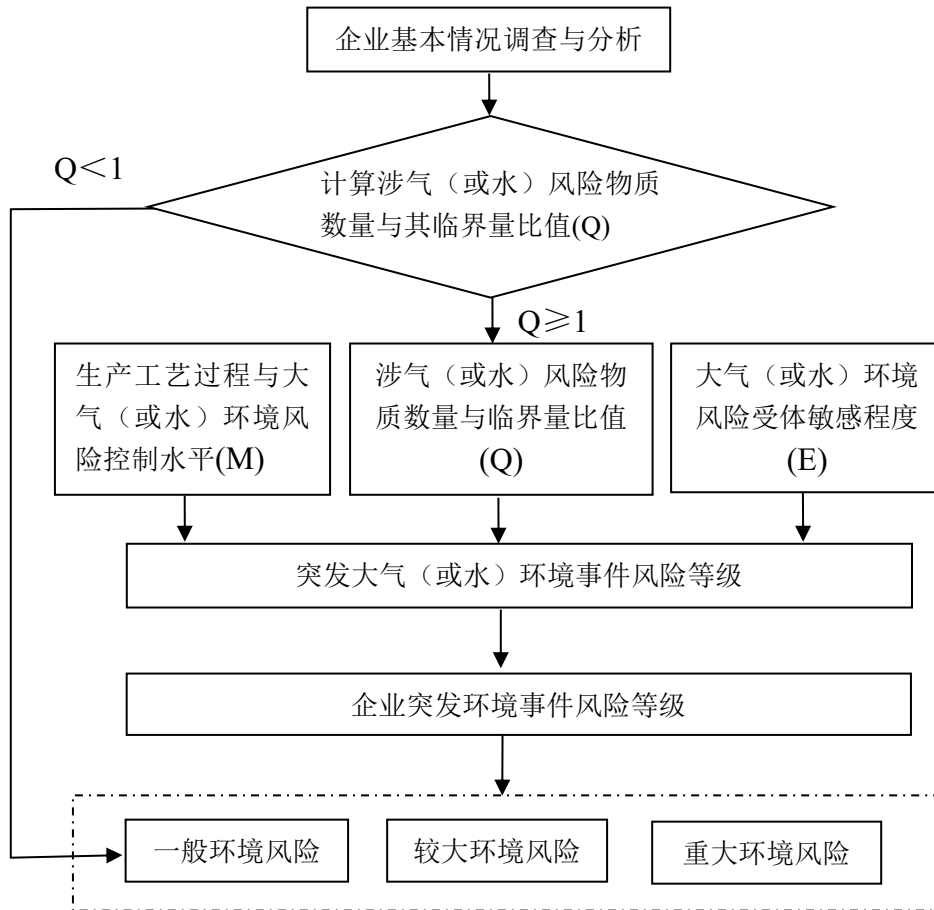 企业基本情况调查与分析
Q＜1
计算涉气（或水）风险物质
数量与其临界量比值(Q)
Q≥1
生产工艺过程与大
气（或水）环境风
险控制水平(M)
涉气（或水）风险物
质数量与临界量比值
(Q)
大气（或水）环境
风险受体敏感程度
(E)
突发大气（或水）环境事件风险等级
企业突发环境事件风险等级
一般环境风险
较大环境风险
重大环境风险